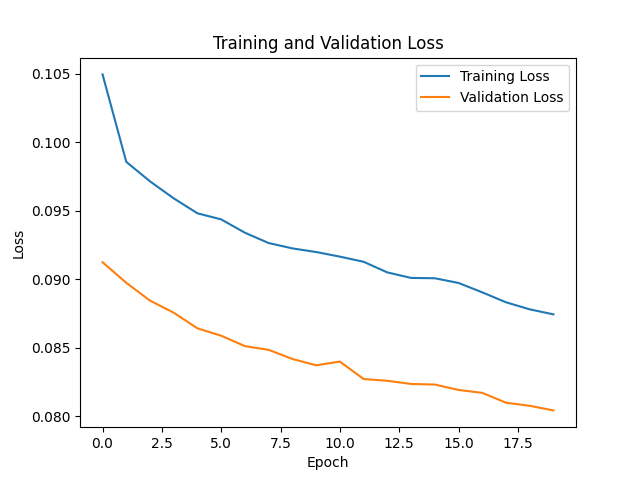 Training and Validation Loss
Training Loss
Validation Loss
0.105
0.100
0.095
0.090
0.085
0.080
Loss
0.0 2.5 5.0 7.5 10.0 12.5 15.0 17.5
Epoch